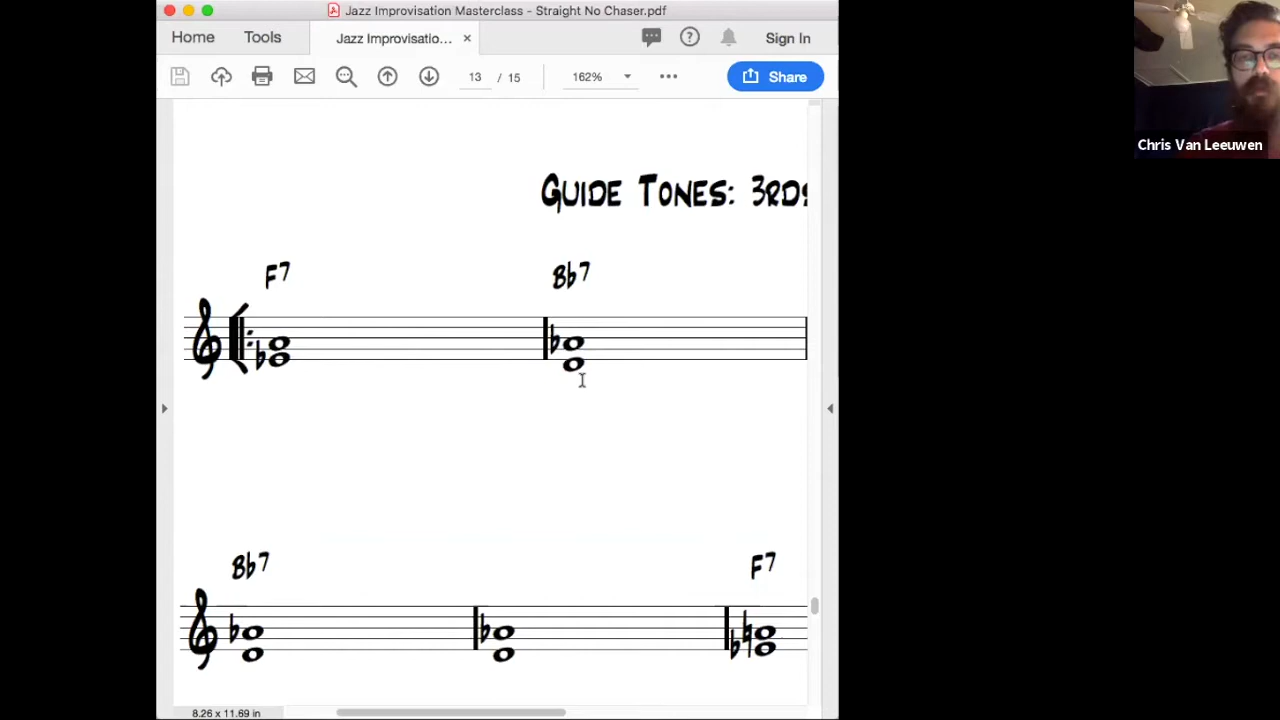 Jazz Improvisation Masterclass - Straight No Chaser.pdf
Home Tools Jazz Improvisatio... × Sign In
13 / 15 162% Share
Chris Van Leeuwen
GUIDE TONES: 3RDS
F7 Bb7
Bb7 F7
8.26 x 11.69 in